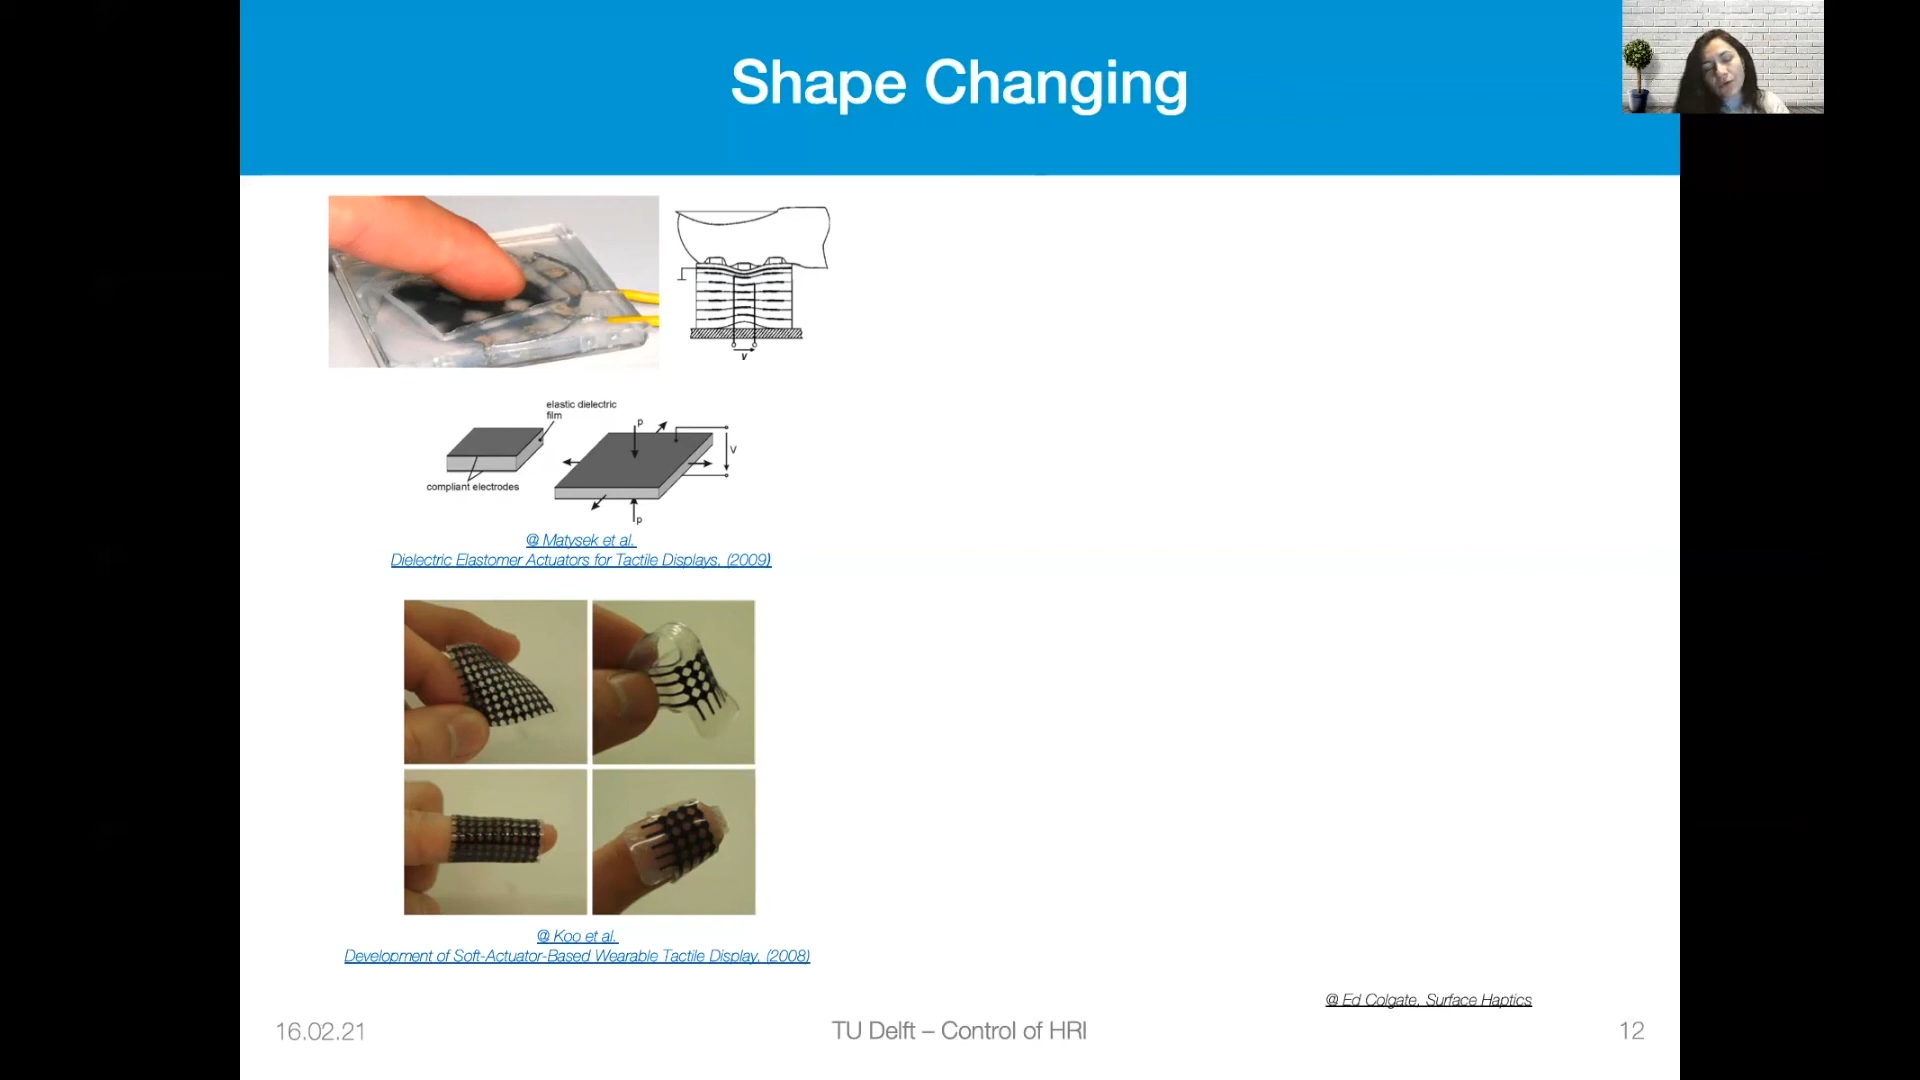 Shape Changing
V
elastic dielectric
film
p
V
compliant electrodes
p
@ Matysek et al.
Dielectric Elastomer Actuators for Tactile Displays, (2009)
@ Koo et al.
Development of Soft-Actuator-Based Wearable Tactile Display, (2008)
@ Ed Colgate, Surface Haptics
16.02.21
TU Delft – Control of HRI
12